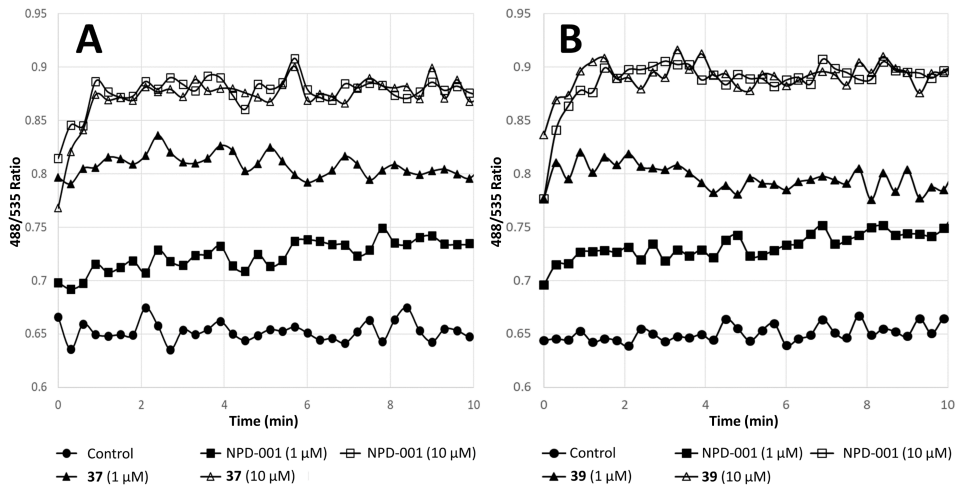 A
B
0.95
0.9
0.85
0.8
0.75
0.7
0.65
0.6
488/535 Ratio
0 2 4 6 8 10
Time (min)
0.95
0.9
0.85
0.8
0.75
0.7
0.65
0.6
488/535 Ratio
0 2 4 6 8 10
Time (min)
Control NPD-001 (1 µM) NPD-001 (10 µM)
37 (1 µM) 37 (10 µM)
Control NPD-001 (1 µM) NPD-001 (10 µM)
39 (1 µM) 39 (10 µM)